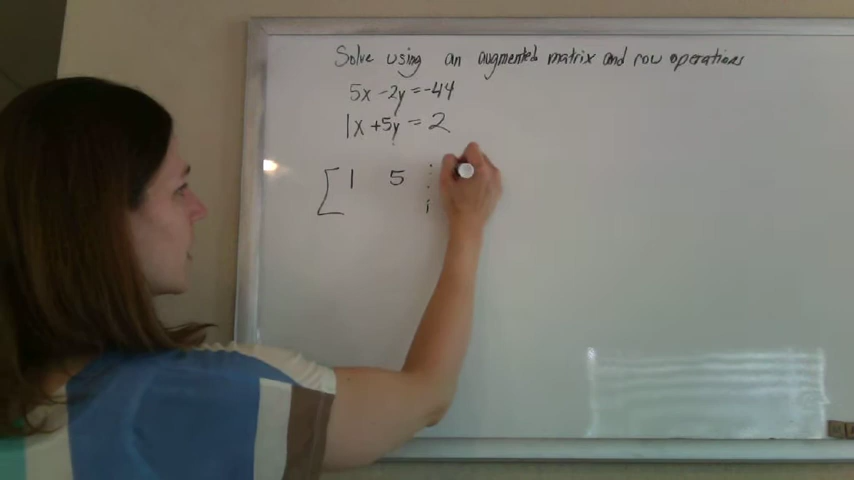 Solve using an augmented matrix and row operations
5x -2y = -44
1x +5y = 2
[ 1 5